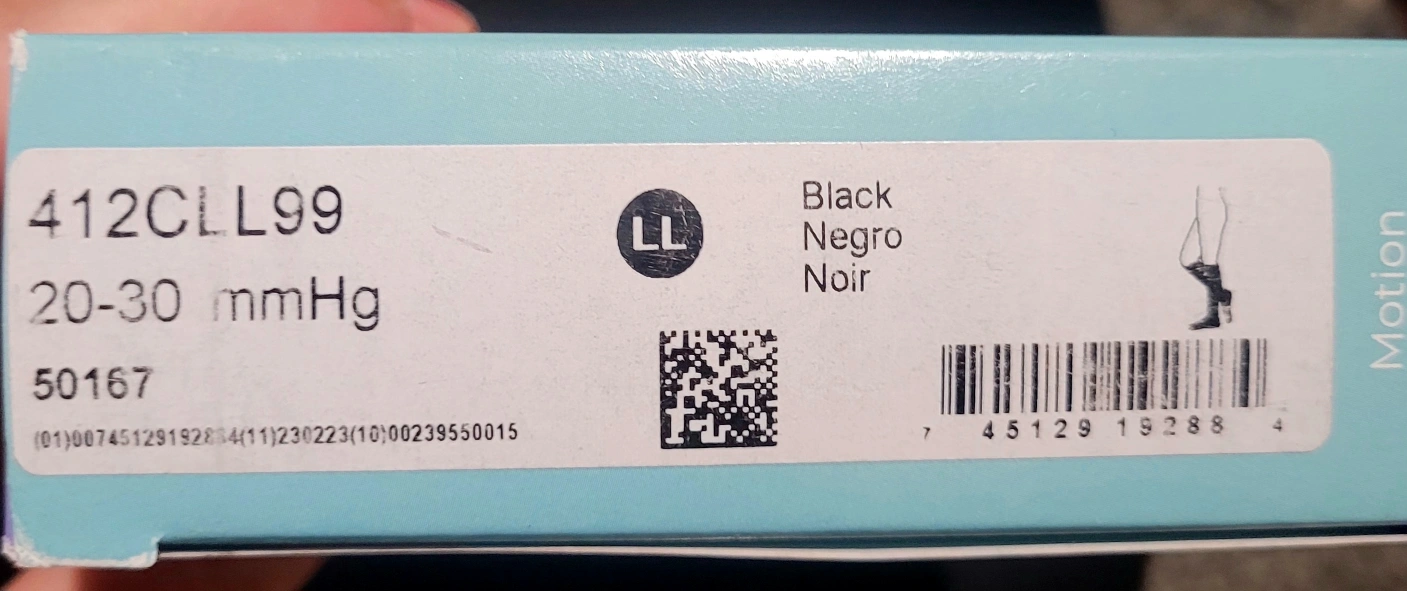 412CLL99
20-30 mmHg
50167
(01)00745129192884(11)230223(10)00239550015
LL
Black
Negro
Noir
7 45129 19288 4
Motion